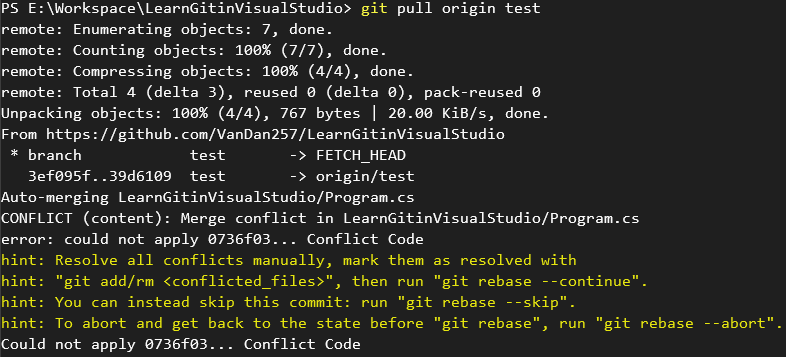 PS E:\Workspace\LearnGitinVisualStudio> git pull origin test
remote: Enumerating objects: 7, done.
remote: Counting objects: 100% (7/7), done.
remote: Compressing objects: 100% (4/4), done.
remote: Total 4 (delta 3), reused 0 (delta 0), pack-reused 0
Unpacking objects: 100% (4/4), 767 bytes | 20.00 KiB/s, done.
From https://github.com/VanDan257/LearnGitinVisualStudio
 * branch            test       -> FETCH_HEAD
   3ef095f..39d6109  test       -> origin/test
Auto-merging LearnGitinVisualStudio/Program.cs
CONFLICT (content): Merge conflict in LearnGitinVisualStudio/Program.cs
error: could not apply 0736f03... Conflict Code
hint: Resolve all conflicts manually, mark them as resolved with
hint: "git add/rm <conflicted_files>", then run "git rebase --continue".
hint: You can instead skip this commit: run "git rebase --skip".
hint: To abort and get back to the state before "git rebase", run "git rebase --abort".
Could not apply 0736f03... Conflict Code